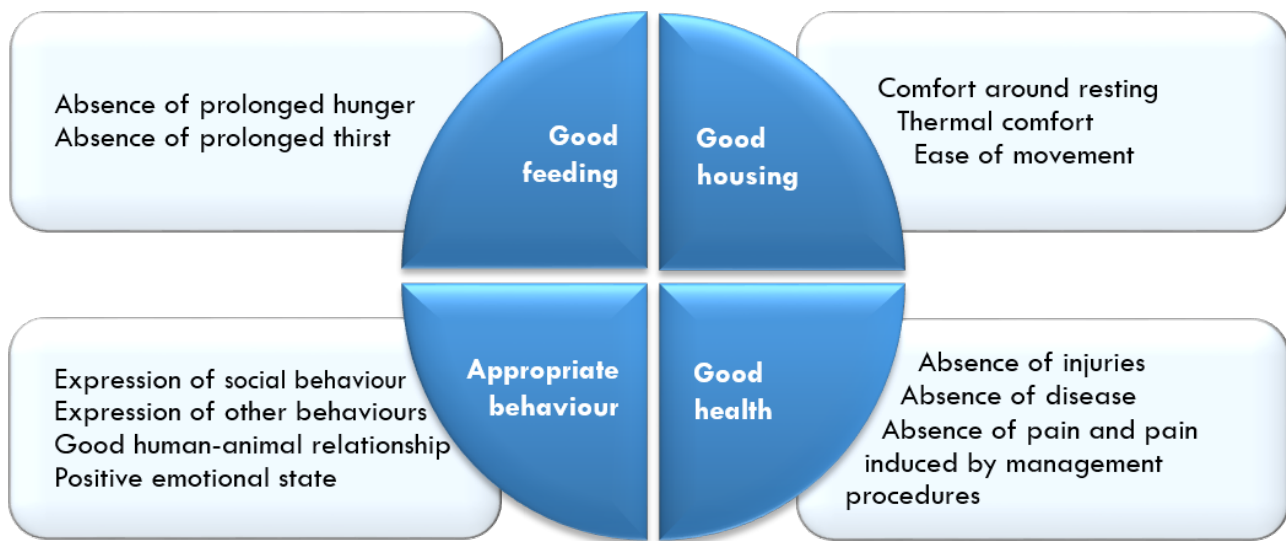 Absence of prolonged hunger
Absence of prolonged thirst
Good
feeding
Good
housing
Comfort around resting
Thermal comfort
Ease of movement
Expression of social behaviour
Expression of other behaviours
Good human-animal relationship
Positive emotional state
Appropriate
behaviour
Good
health
Absence of injuries
Absence of disease
Absence of pain and pain
induced by management
procedures